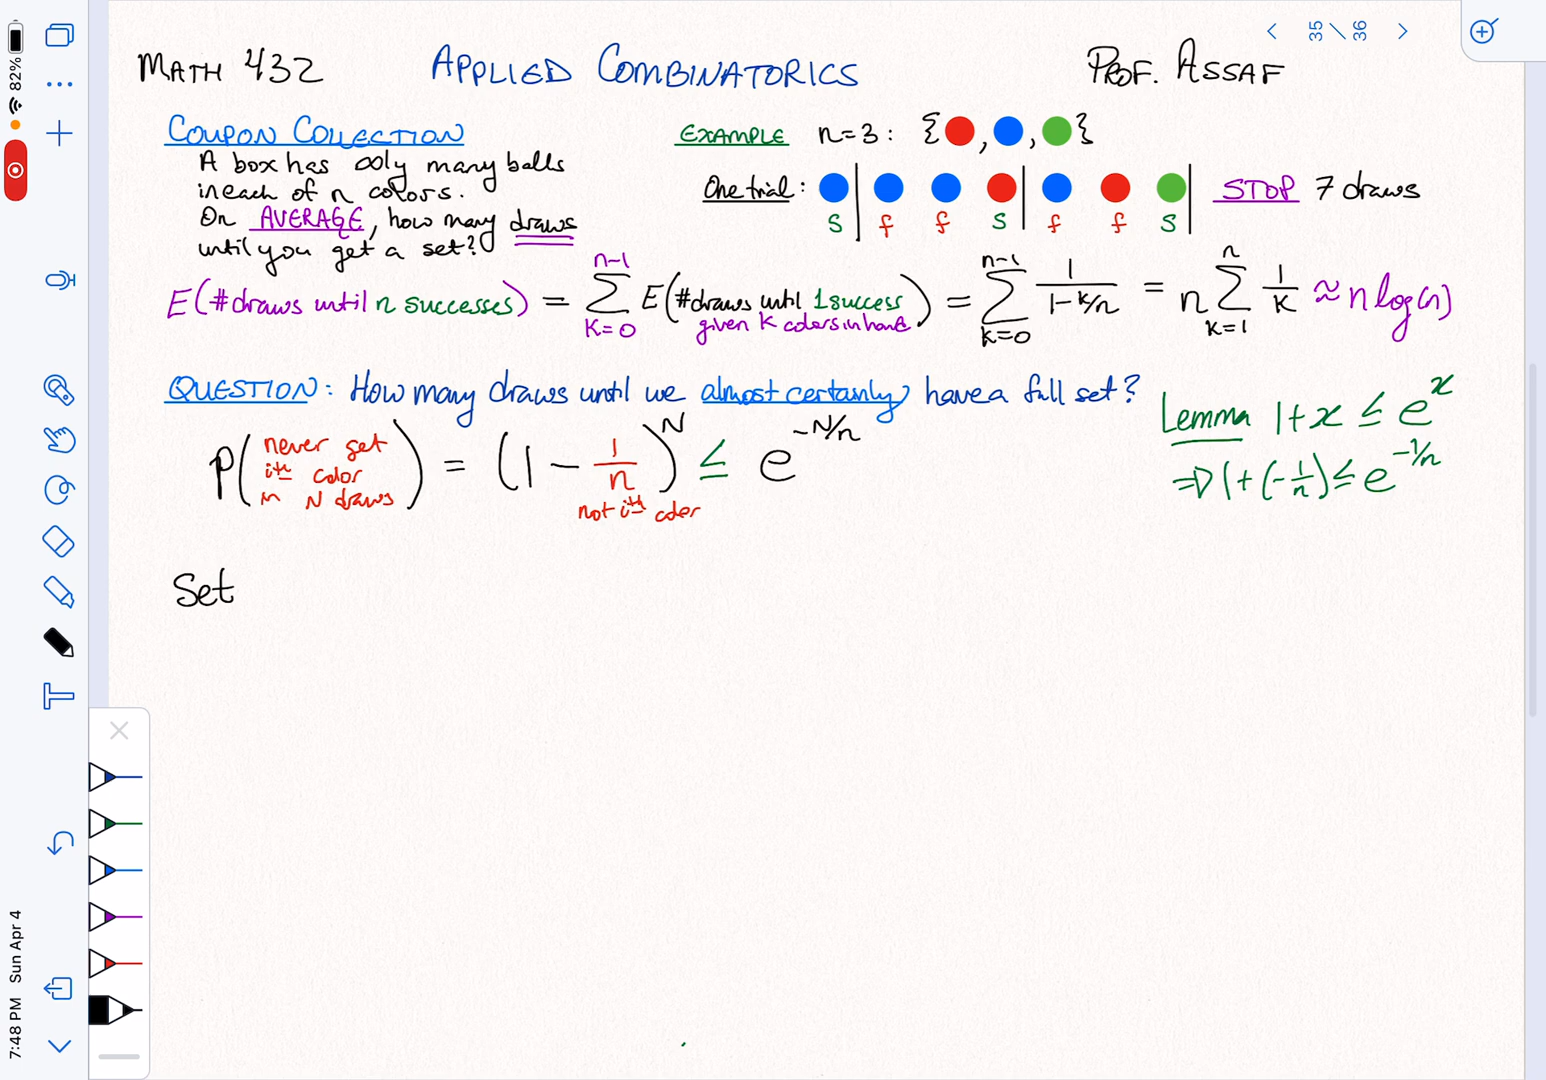 35 / 36
MATH 432 APPLIED COMBINATORICS PROF. ASSAF
COUPON COLLECTION
A box has ∞ly many balls
in each of n colors.
On AVERAGE, how many draws
until you get a set?
EXAMPLE n=3: { , , }
One trial: STOP 7 draws
S f f S f f S
E(#draws until n successes) = ∑_{k=0}^{n-1} E(#draws until 1 success given k colors in hand) = ∑_{k=0}^{n-1} 1/(1-k/n) = n ∑_{k=1}^{n} 1/k ≈ n log(n)
QUESTION: How many draws until we almost certainly have a full set?
Lemma 1+x ≤ e^x
⇒ 1+(-1/n) ≤ e^{-1/n}
P(never get ith color in N draws) = (1 - 1/n)^N ≤ e^{-N/n}
not ith color
Set
82%
7:48 PM Sun Apr 4
T